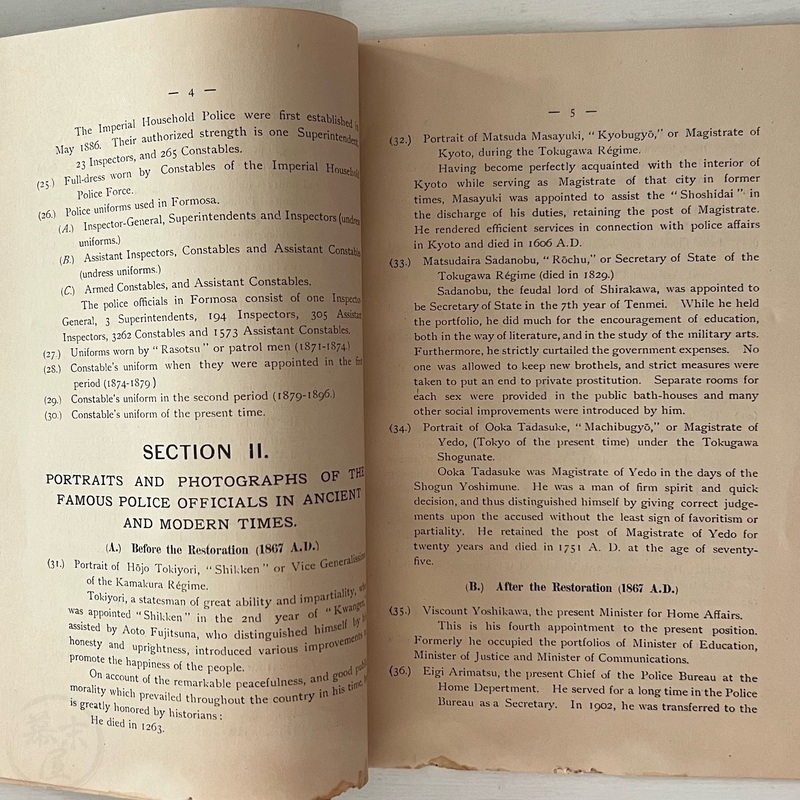 — 4 —
The Imperial Household Police were first established in
May 1886. Their authorized strength is one Superintendent,
23 Inspectors, and 265 Constables.
(25.) Full-dress worn by Constables of the Imperial Household
Police Force.
(26.) Police uniforms used in Formosa.
(A.) Inspector-General, Superintendents and Inspectors (undress
uniforms.)
(B.) Assistant Inspectors, Constables and Assistant Constables
(undress uniforms.)
(C.) Armed Constables, and Assistant Constables.
The police officials in Formosa consist of one Inspector-
General, 3 Superintendents, 194 Inspectors, 305 Assistant
Inspectors, 3262 Constables and 1573 Assistant Constables.
(27.) Uniforms worn by “Rasotsu” or patrol men (1871-1874.)
(28.) Constable's uniform when they were appointed in the first
period (1874-1879)
(29.) Constable's uniform in the second period (1879-1896.)
(30.) Constable's uniform of the present time.
SECTION II.
PORTRAITS AND PHOTOGRAPHS OF THE
FAMOUS POLICE OFFICIALS IN ANCIENT
AND MODERN TIMES.
(A.) Before the Restoration (1867 A.D.)
(31.) Portrait of Hōjo Tokiyori, “Shikken” or Vice Generalissimo
of the Kamakura Régime.
Tokiyori, a statesman of great ability and impartiality,
was appointed “Shikken” in the 2nd year of “Kwangen
assisted by Aoto Fujitsuna, who distinguished himself by
honesty and uprightness, introduced various improvements
promote the happiness of the people.
On account of the remarkable peacefulness, and good public
morality which prevailed throughout the country in his time,
is greatly honored by historians :
He died in 1263.
— 5 —
(32.) Portrait of Matsuda Masayuki, “Kyobugyō,” or Magistrate of
Kyoto, during the Tokugawa Régime.
Having become perfectly acquainted with the interior of
Kyoto while serving as Magistrate of that city in former
times, Masayuki was appointed to assist the “Shoshidai” in
the discharge of his duties, retaining the post of Magistrate.
He rendered efficient services in connection with police affairs
in Kyoto and died in 1606 A.D.
(33.) Matsudaira Sadanobu, “Rōchu,” or Secretary of State of the
Tokugawa Régime (died in 1829.)
Sadanobu, the feudal lord of Shirakawa, was appointed to
be Secretary of State in the 7th year of Tenmei. While he held
the portfolio, he did much for the encouragement of education,
both in the way of literature, and in the study of the military arts.
Furthermore, he strictly curtailed the government expenses. No
one was allowed to keep new brothels, and strict measures were
taken to put an end to private prostitution. Separate rooms for
each sex were provided in the public bath-houses and many
other social improvements were introduced by him.
(34.) Portrait of Ooka Tadasuke, “Machibugyō,” or Magistrate of
Yedo, (Tokyo of the present time) under the Tokugawa
Shogunate.
Ooka Tadasuke was Magistrate of Yedo in the days of the
Shogun Yoshimune. He was a man of firm spirit and quick
decision, and thus distinguished himself by giving correct judge-
ments upon the accused without the least sign of favoritism or
partiality. He retained the post of Magistrate of Yedo for
twenty years and died in 1751 A. D. at the age of seventy-
five.
(B.) After the Restoration (1867 A.D.)
(35.) Viscount Yoshikawa, the present Minister for Home Affairs.
This is his fourth appointment to the present position.
Formerly he occupied the portfolios of Minister of Education,
Minister of Justice and Minister of Communications.
(36.) Eigi Arimatsu, the present Chief of the Police Bureau at the
Home Depertment. He served for a long time in the Police
Bureau as a Secretary. In 1902, he was transferred to the